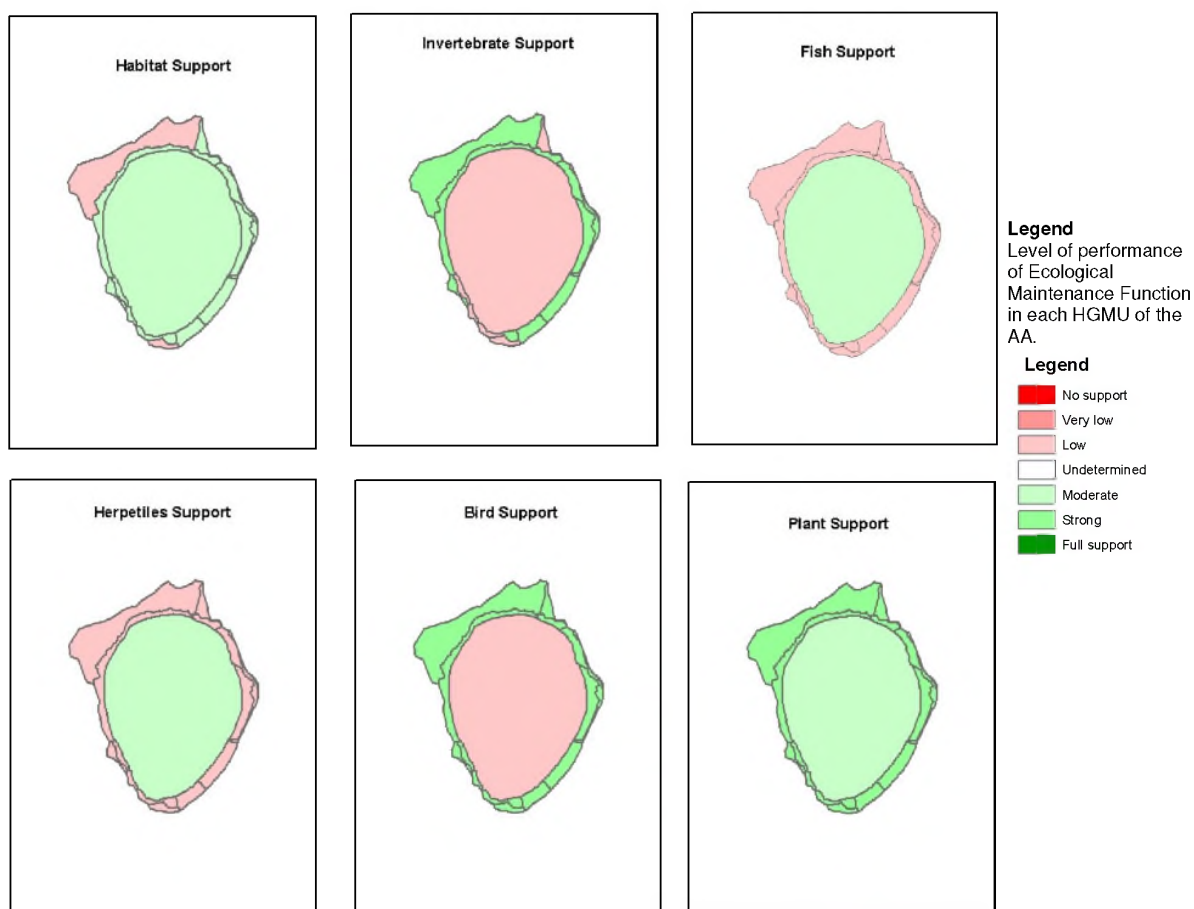 Habitat Support
Invertebrate Support
Fish Support
Legend
Level of performance
of Ecological
Maintenance Function
in each HGMU of the
AA.
Legend
No support
Very low
Low
Undetermined
Moderate
Strong
Full support
Herpetiles Support
Bird Support
Plant Support